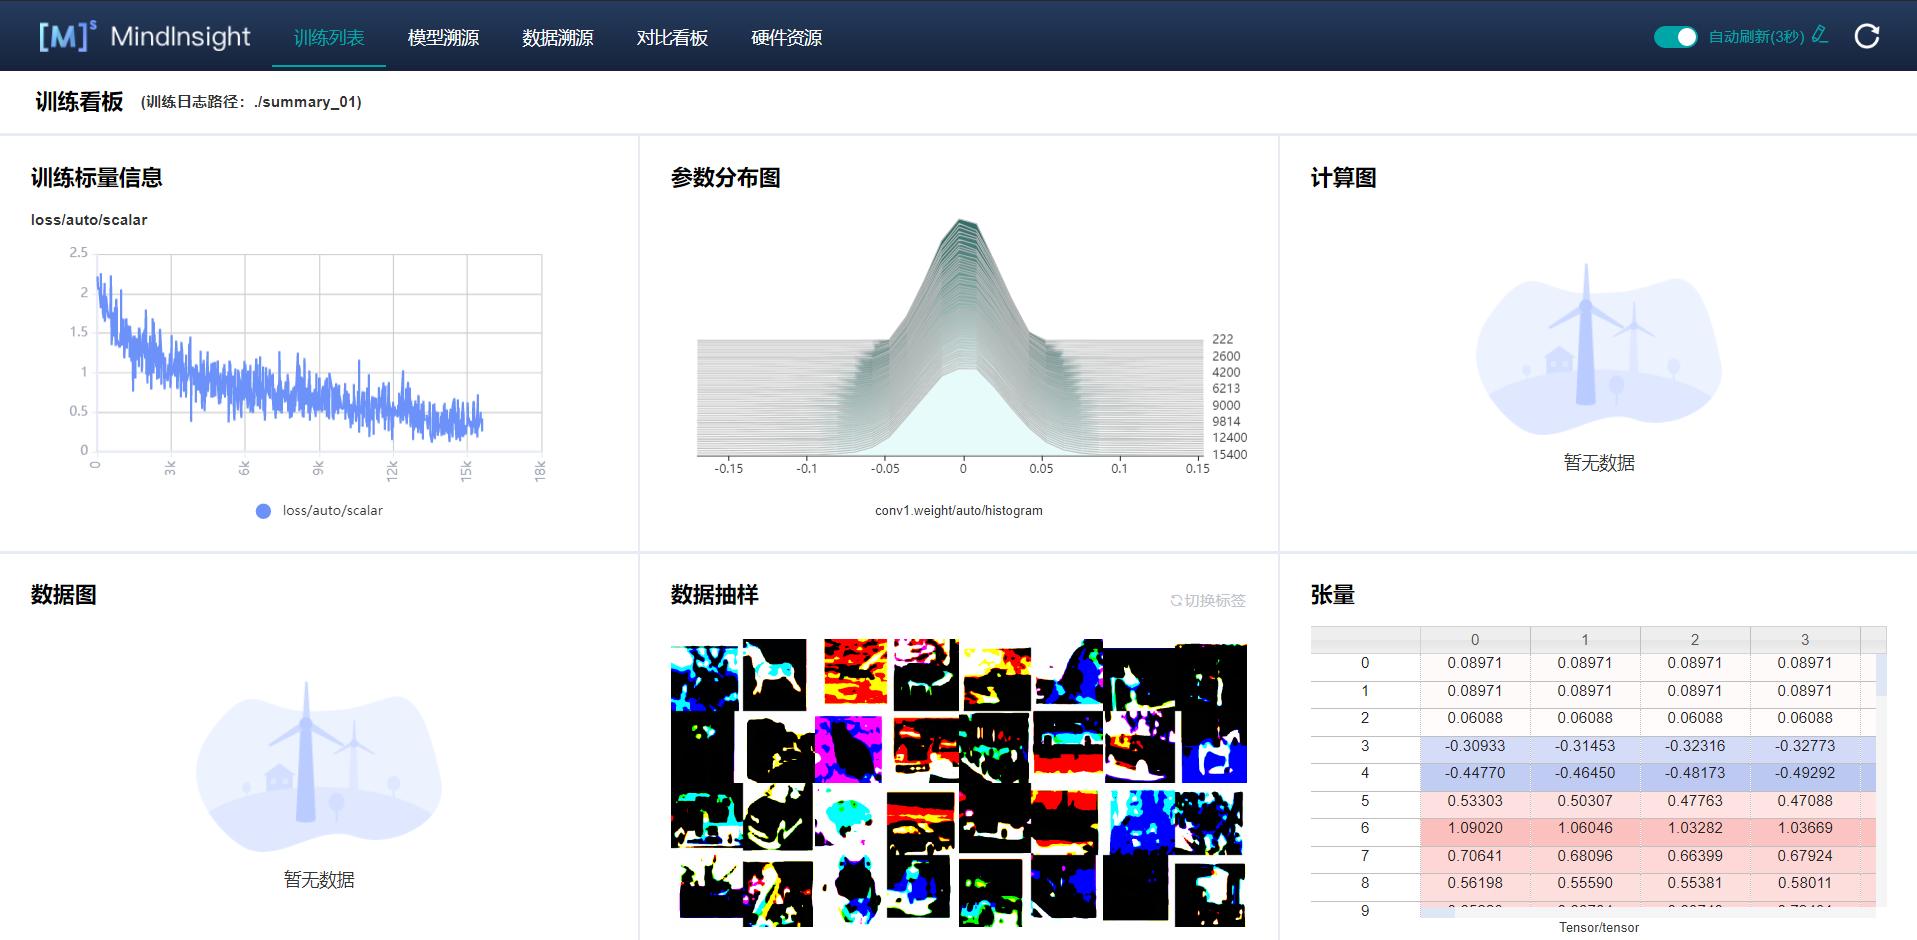 [M]s MindInsight 训练列表 模型溯源 数据溯源 对比看板 硬件资源 自动刷新(3秒)
训练看板 (训练日志路径: ./summary_01)
训练标量信息
loss/auto/scalar
2.5
2
1.5
1
0.5
0
0 3k 6k 9k 12k 15k 18k
loss/auto/scalar
参数分布图
222
2600
4200
6213
9000
9814
12400
15400
-0.15 -0.1 -0.05 0 0.05 0.1 0.15
conv1.weight/auto/histogram
计算图
暂无数据
数据图
暂无数据
数据抽样 切换标签
张量
0 1 2 3
0 0.08971 0.08971 0.08971 0.08971
1 0.08971 0.08971 0.08971 0.08971
2 0.06088 0.06088 0.06088 0.06088
3 -0.30933 -0.31453 -0.32316 -0.32773
4 -0.44770 -0.46450 -0.48173 -0.49292
5 0.53303 0.50307 0.47763 0.47088
6 1.09020 1.06046 1.03282 1.03669
7 0.70641 0.68096 0.66399 0.67924
8 0.56198 0.55590 0.55381 0.58011
9
Tensor/tensor